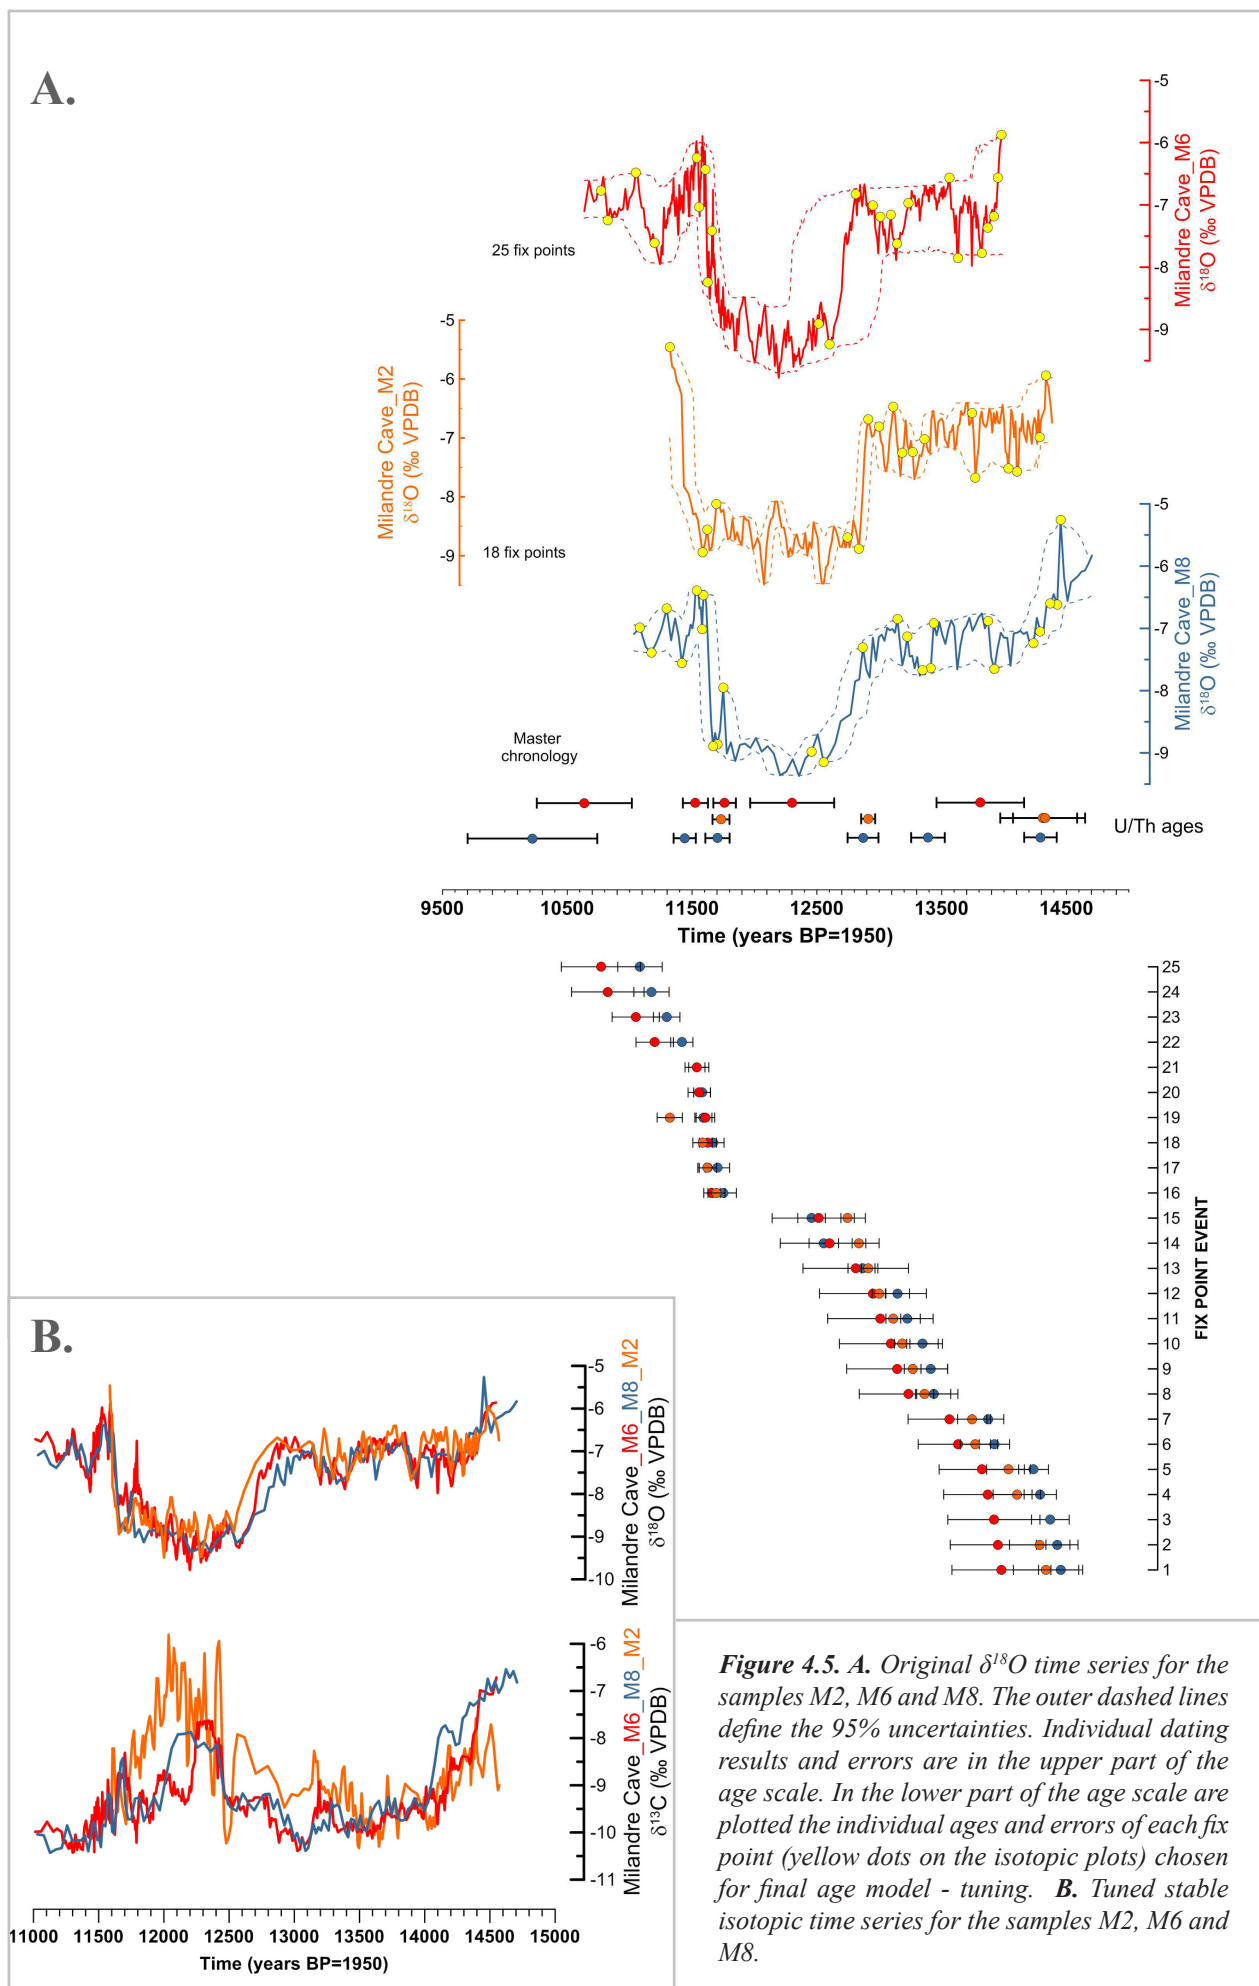 A.
-5
-6
-7
-8
-9
Milandre Cave_M6
δ18O (‰ VPDB)
25 fix points
-5
-6
-7
-8
-9
Milandre Cave_M2
δ18O (‰ VPDB)
18 fix points
-5
-6
-7
-8
-9
Milandre Cave_M8
δ18O (‰ VPDB)
Master
chronology
U/Th ages
9500 10500 11500 12500 13500 14500
Time (years BP=1950)
25
24
23
22
21
20
19
18
17
16
15
14
13
12
11
10
9
8
7
6
5
4
3
2
1
FIX POINT EVENT
B.
-5
-6
-7
-8
-9
-10
Milandre Cave_M6_M8_M2
δ18O (‰ VPDB)
-6
-7
-8
-9
-10
-11
Milandre Cave_M6_M8_M2
δ13C (‰ VPDB)
11000 11500 12000 12500 13000 13500 14000 14500 15000
Time (years BP=1950)
Figure 4.5. A. Original δ18O time series for the
samples M2, M6 and M8. The outer dashed lines
define the 95% uncertainties. Individual dating
results and errors are in the upper part of the
age scale. In the lower part of the age scale are
plotted the individual ages and errors of each fix
point (yellow dots on the isotopic plots) chosen
for final age model - tuning. B. Tuned stable
isotopic time series for the samples M2, M6 and
M8.